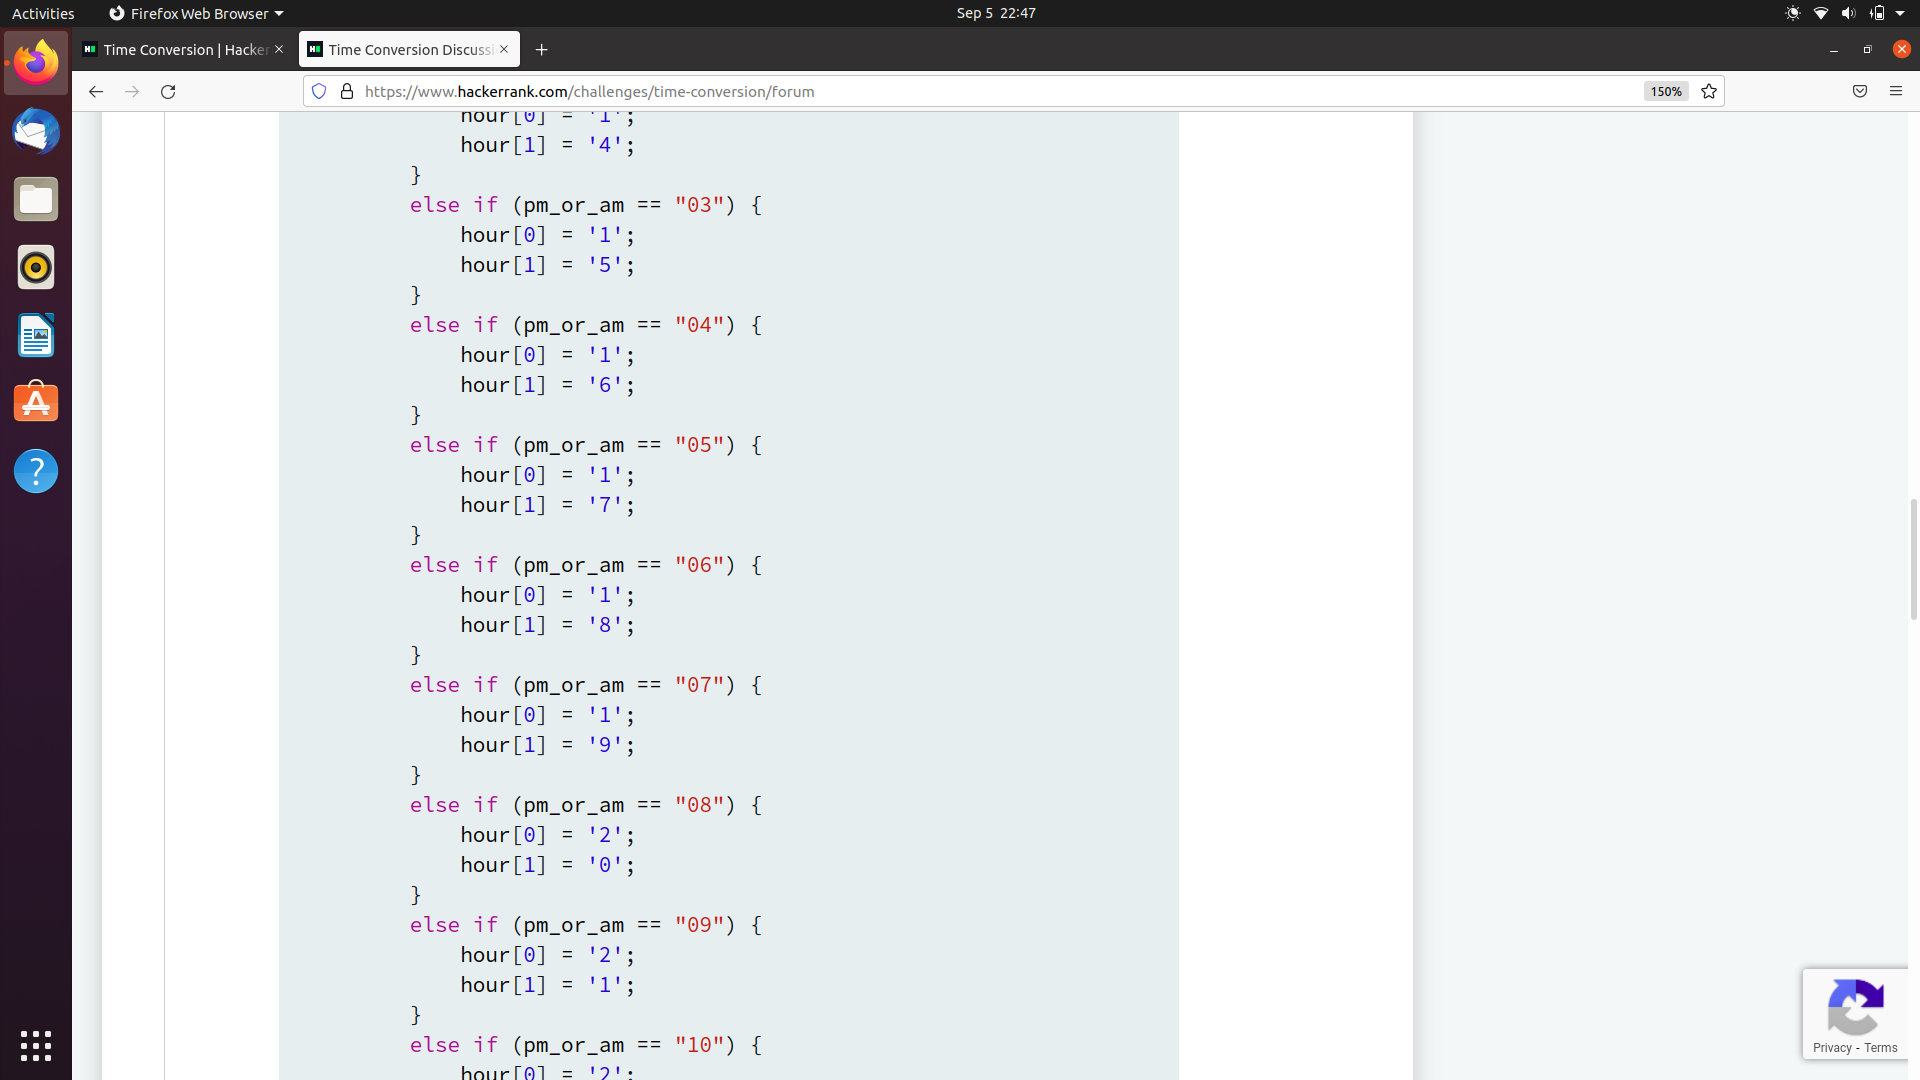 Activities
Firefox Web Browser
Sep 5 22:47
Time Conversion | Hacker
Time Conversion Discussi
https://www.hackerrank.com/challenges/time-conversion/forum
150%
hour[0] = '1';
hour[1] = '4';
}
else if (pm_or_am == "03") {
hour[0] = '1';
hour[1] = '5';
}
else if (pm_or_am == "04") {
hour[0] = '1';
hour[1] = '6';
}
else if (pm_or_am == "05") {
hour[0] = '1';
hour[1] = '7';
}
else if (pm_or_am == "06") {
hour[0] = '1';
hour[1] = '8';
}
else if (pm_or_am == "07") {
hour[0] = '1';
hour[1] = '9';
}
else if (pm_or_am == "08") {
hour[0] = '2';
hour[1] = '0';
}
else if (pm_or_am == "09") {
hour[0] = '2';
hour[1] = '1';
}
else if (pm_or_am == "10") {
hour[0] = '2';
Privacy - Terms